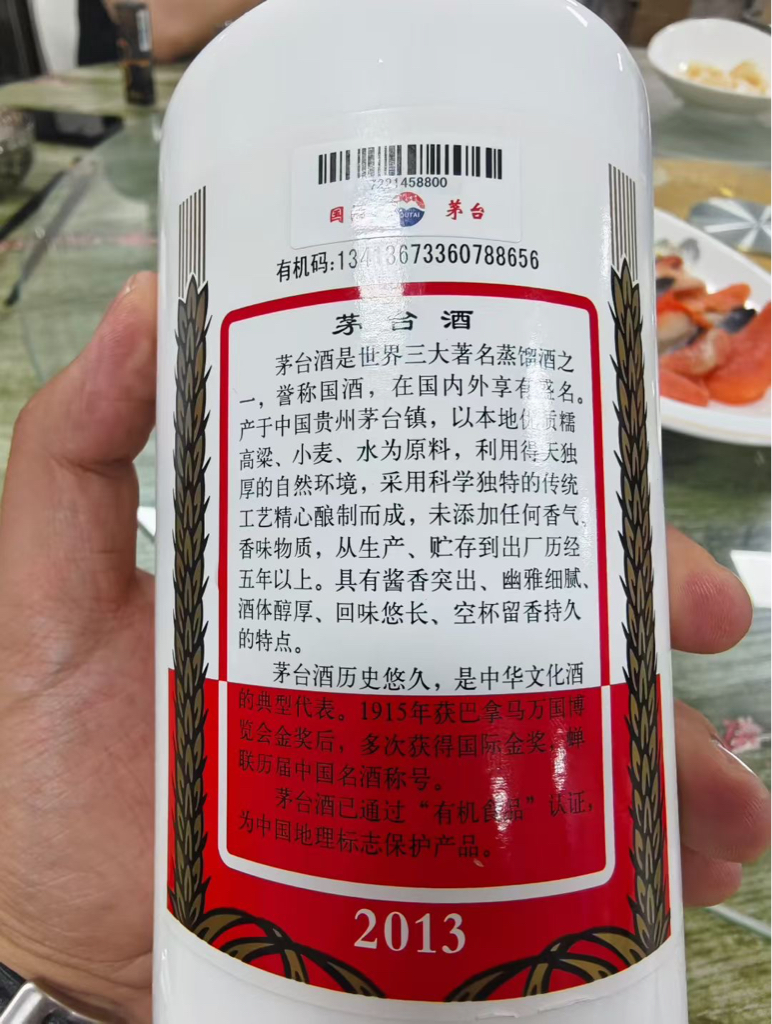 茅台
有机码:13413673360788656
茅台酒
茅台酒是世界三大著名蒸馏酒之
一，誉称国酒，在国内外享有盛名。
产于中国贵州茅台镇，以本地优质糯
高粱、小麦、水为原料，利用得天独
厚的自然环境，采用科学独特的传统
工艺精心酿制而成，未添加任何香气、
香味物质，从生产、贮存到出厂历经
五年以上。具有酱香突出、幽雅细腻、
酒体醇厚、回味悠长、空杯留香持久
的特点。
茅台酒历史悠久，是中华文化酒
的典型代表。1915年获巴拿马万国博
览会金奖后，多次获得国际金奖，蝉
联历届中国名酒称号。
茅台酒已通过“有机食品”认证，
为中国地理标志保护产品。
2013